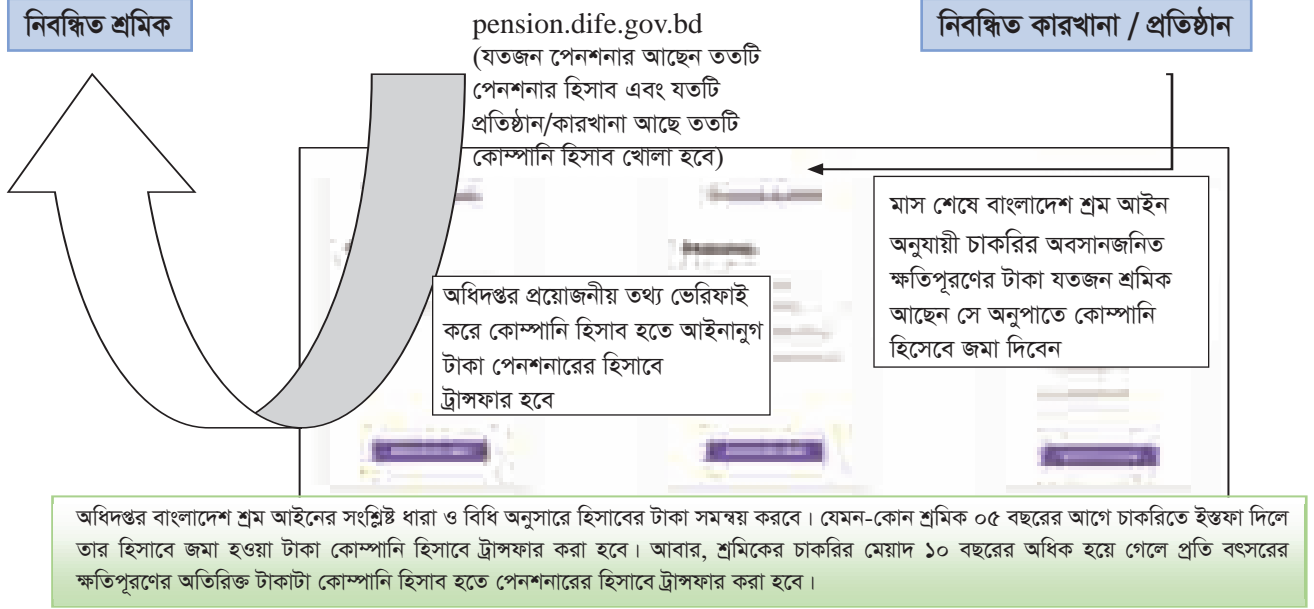 নিবন্ধিত শ্রমিক
pension.dife.gov.bd
(যতজন পেনশনার আছেন ততটি
পেনশনার হিসাব এবং যতটি
প্রতিষ্ঠান/কারখানা আছে ততটি
কোম্পানি হিসাব খোলা হবে)
নিবন্ধিত কারখানা / প্রতিষ্ঠান
মাস শেষে বাংলাদেশ শ্রম আইন
অনুযায়ী চাকরির অবসানজনিত
ক্ষতিপূরণের টাকা যতজন শ্রমিক
আছেন সে অনুপাতে কোম্পানি
হিসেবে জমা দিবেন
অধিদপ্তর প্রয়োজনীয় তথ্য ভেরিফাই
করে কোম্পানি হিসাব হতে আইনানুগ
টাকা পেনশনারের হিসাবে
ট্রান্সফার হবে
অধিদপ্তর বাংলাদেশ শ্রম আইনের সংশ্লিষ্ট ধারা ও বিধি অনুসারে হিসাবের টাকা সমন্বয় করবে। যেমন-কোন শ্রমিক ০৫ বছরের আগে চাকরিতে ইস্তফা দিলে
তার হিসাবে জমা হওয়া টাকা কোম্পানি হিসাবে ট্রান্সফার করা হবে। আবার, শ্রমিকের চাকরির মেয়াদ ১০ বছরের অধিক হয়ে গেলে প্রতি বৎসরের
ক্ষতিপূরণের অতিরিক্ত টাকাটা কোম্পানি হিসাব হতে পেনশনারের হিসাবে ট্রান্সফার করা হবে।